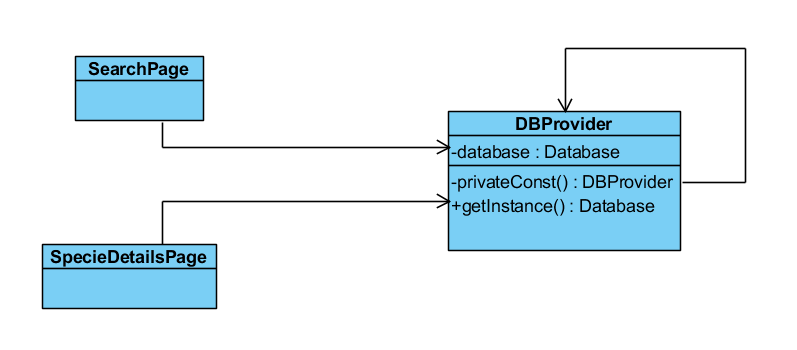 SearchPage
DBProvider
-database : Database
-privateConst() : DBProvider
+getInstance() : Database
SpecieDetailsPage